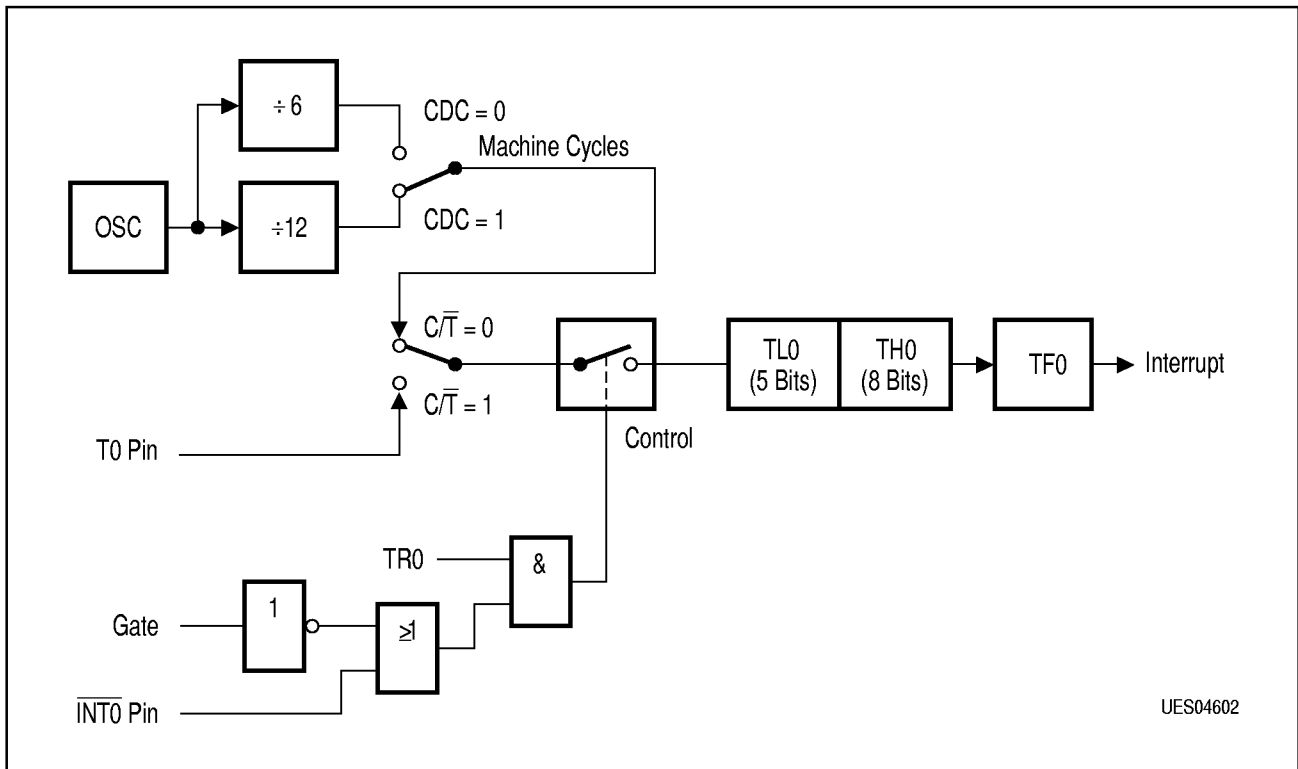 ÷ 6
CDC = 0
Machine Cycles
OSC
÷12
CDC = 1
C/T̅ = 0
TL0
(5 Bits)
TH0
(8 Bits)
TF0
Interrupt
C/T̅ = 1
Control
T0 Pin
TR0
&
Gate
1
≥1
I̅N̅T̅0̅ Pin
UES04602